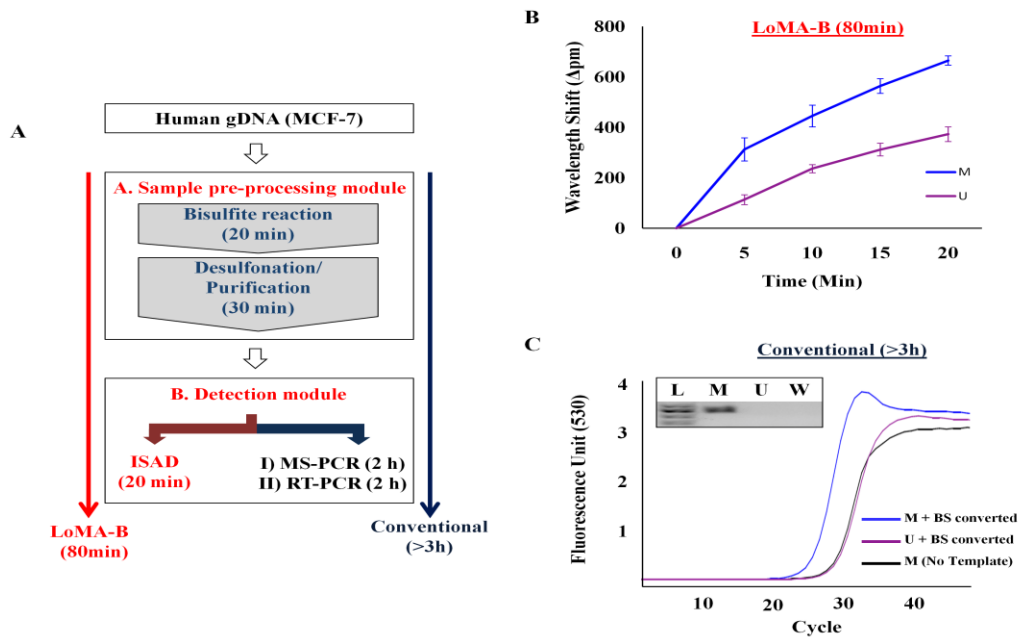 A
Human gDNA (MCF-7)
A. Sample pre-processing module
Bisulfite reaction
(20 min)
Desulfonation/
Purification
(30 min)
B. Detection module
ISAD
(20 min)
I) MS-PCR (2 h)
II) RT-PCR (2 h)
LoMA-B
(80min)
Conventional
(>3h)
B
LoMA-B (80min)
Wavelength Shift (Δpm)
800
600
400
200
0
M
U
0 5 10 15 20
Time (Min)
C
Conventional (>3h)
Fluorescence Unit (530)
4
3
2
1
L M U W
M + BS converted
U + BS converted
M (No Template)
10 20 30 40
Cycle